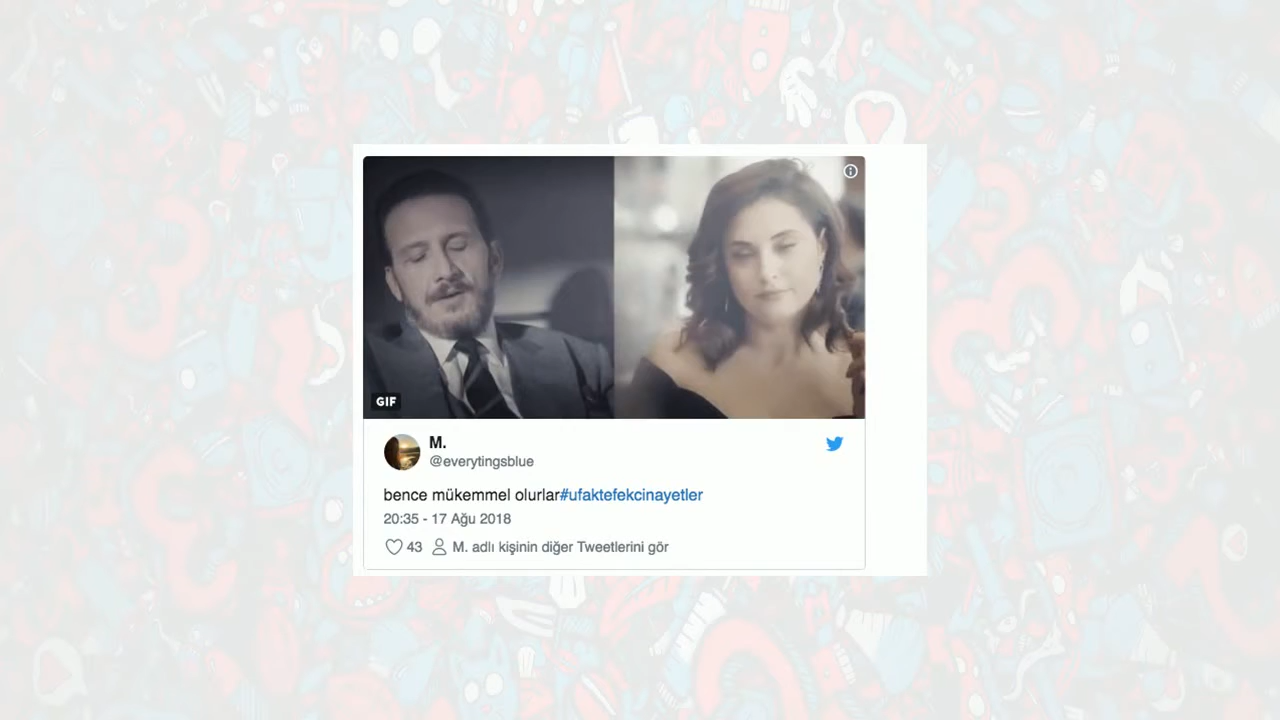 GIF
M.
@everytingsblue
bence mükemmel olurlar#ufaktefekcinayetler
20:35 - 17 Ağu 2018
43 M. adlı kişinin diğer Tweetlerini gör